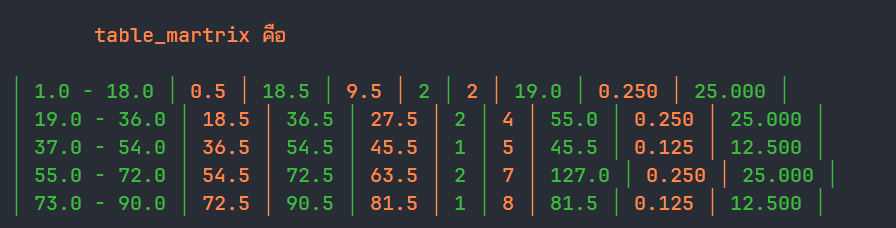 table_martrix คือ
| 1.0 - 18.0 | 0.5 | 18.5 | 9.5 | 2 | 2 | 19.0 | 0.250 | 25.000 |
| 19.0 - 36.0 | 18.5 | 36.5 | 27.5 | 2 | 4 | 55.0 | 0.250 | 25.000 |
| 37.0 - 54.0 | 36.5 | 54.5 | 45.5 | 1 | 5 | 45.5 | 0.125 | 12.500 |
| 55.0 - 72.0 | 54.5 | 72.5 | 63.5 | 2 | 7 | 127.0 | 0.250 | 25.000 |
| 73.0 - 90.0 | 72.5 | 90.5 | 81.5 | 1 | 8 | 81.5 | 0.125 | 12.500 |